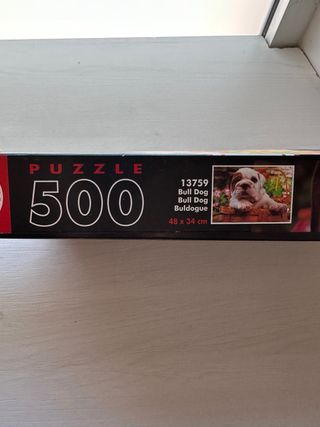 PUZZLE
500
13759
Bull Dog
Bull Dog
Buldogue
48 x 34 cm